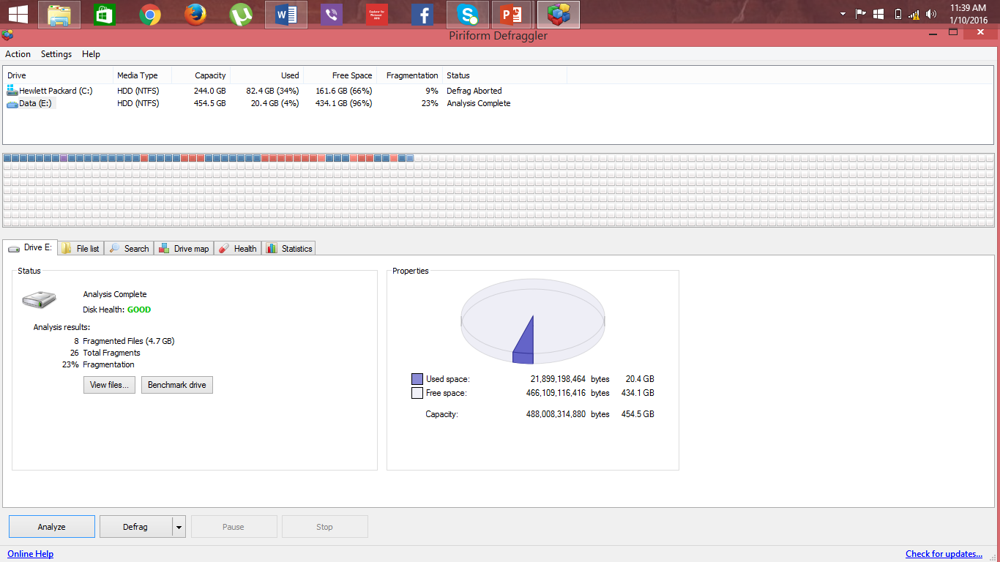 11:39 AM
1/10/2016
Piriform Defraggler
Action Settings Help
Drive Media Type Capacity Used Free Space Fragmentation Status
Hewlett Packard (C:) HDD (NTFS) 244.0 GB 82.4 GB (34%) 161.6 GB (66%) 9% Defrag Aborted
Data (E:) HDD (NTFS) 454.5 GB 20.4 GB (4%) 434.1 GB (96%) 23% Analysis Complete
Drive E: File list Search Drive map Health Statistics
Status
Analysis Complete
Disk Health: GOOD
Analysis results:
8 Fragmented Files (4.7 GB)
26 Total Fragments
23% Fragmentation
View files... Benchmark drive
Properties
Used space: 21,899,198,464 bytes 20.4 GB
Free space: 466,109,116,416 bytes 434.1 GB
Capacity: 488,008,314,880 bytes 454.5 GB
Analyze Defrag Pause Stop
Online Help Check for updates...